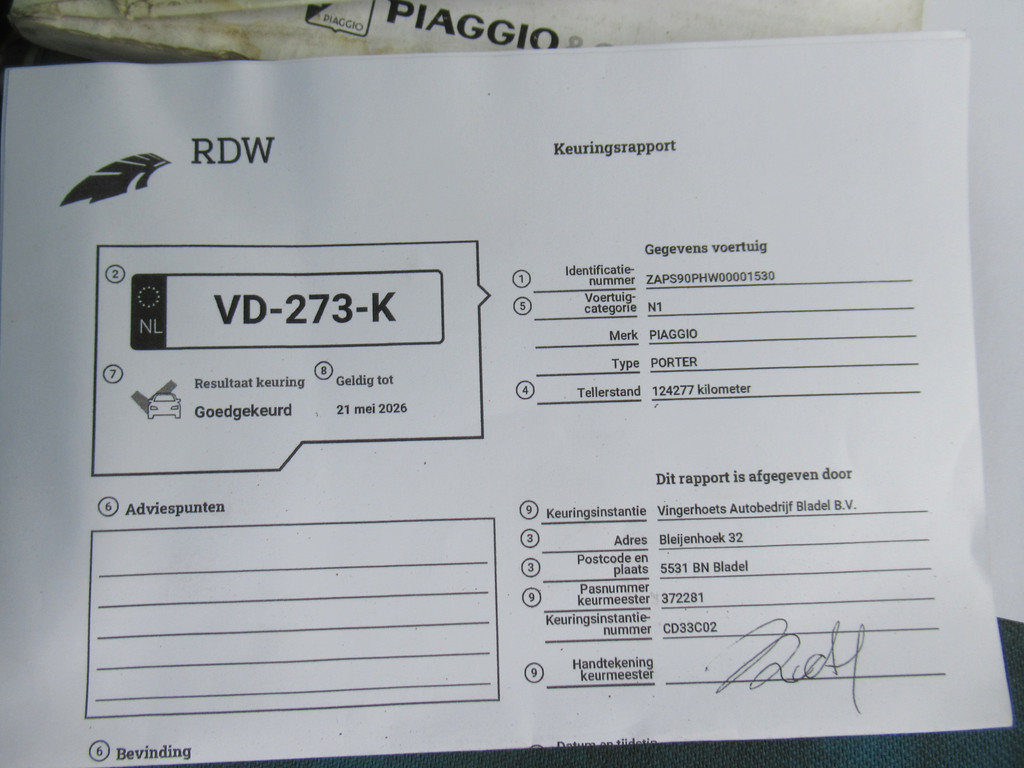 PIAGGIO
PIAGGIO
RDW
Keuringsrapport
2
NL
VD-273-K
7
Resultaat keuring
Goedgekeurd
8
Geldig tot
21 mei 2026
Gegevens voertuig
1 Identificatie-
nummer ZAPS90PHW00001530
5 Voertuig-
categorie N1
Merk PIAGGIO
Type PORTER
4 Tellerstand 124277 kilometer
6 Adviespunten
Dit rapport is afgegeven door
9 Keuringsinstantie Vingerhoets Autobedrijf Bladel B.V.
3 Adres Bleijenhoek 32
3 Postcode en
plaats 5531 BN Bladel
9 Pasnummer
keurmeester 372281
Keuringsinstantie-
nummer CD33C02
9 Handtekening
keurmeester
6 Bevinding
Datum en tijdstip